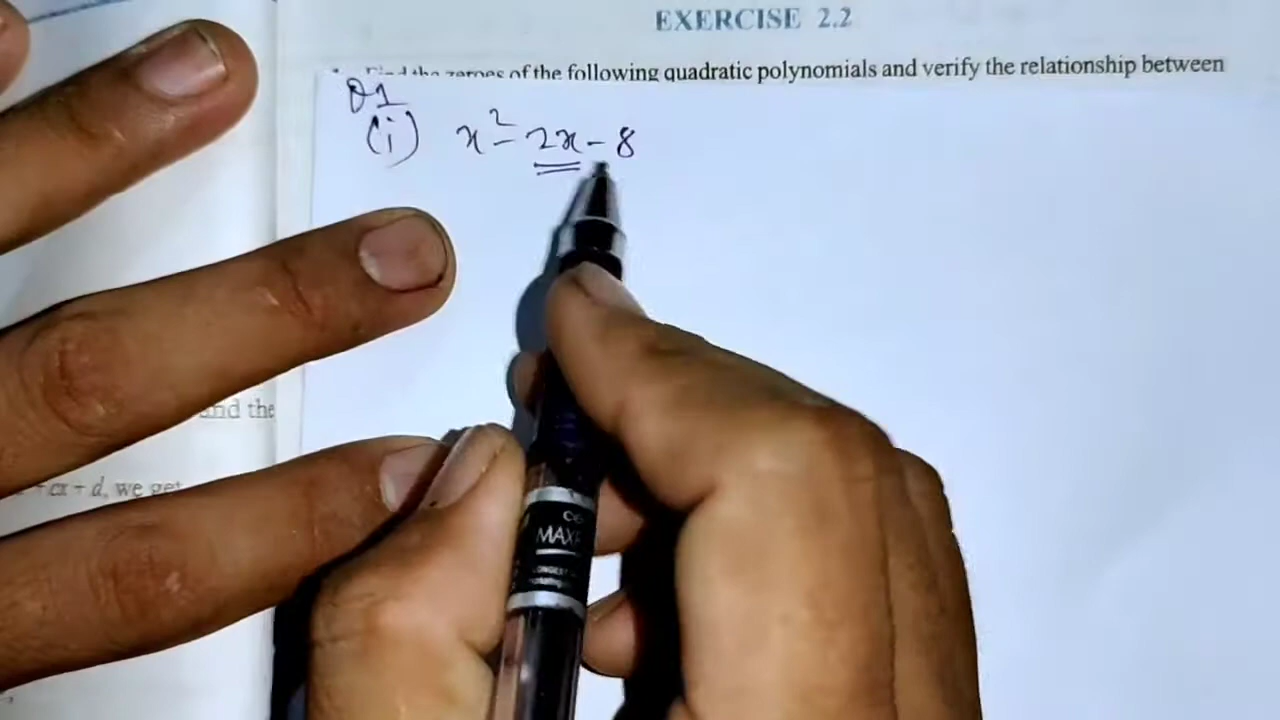 EXERCISE 2.2
Find the zeroes of the following quadratic polynomials and verify the relationship between
Q1
(i) x² - 2x - 8
and the
cx + d, we get
MAX